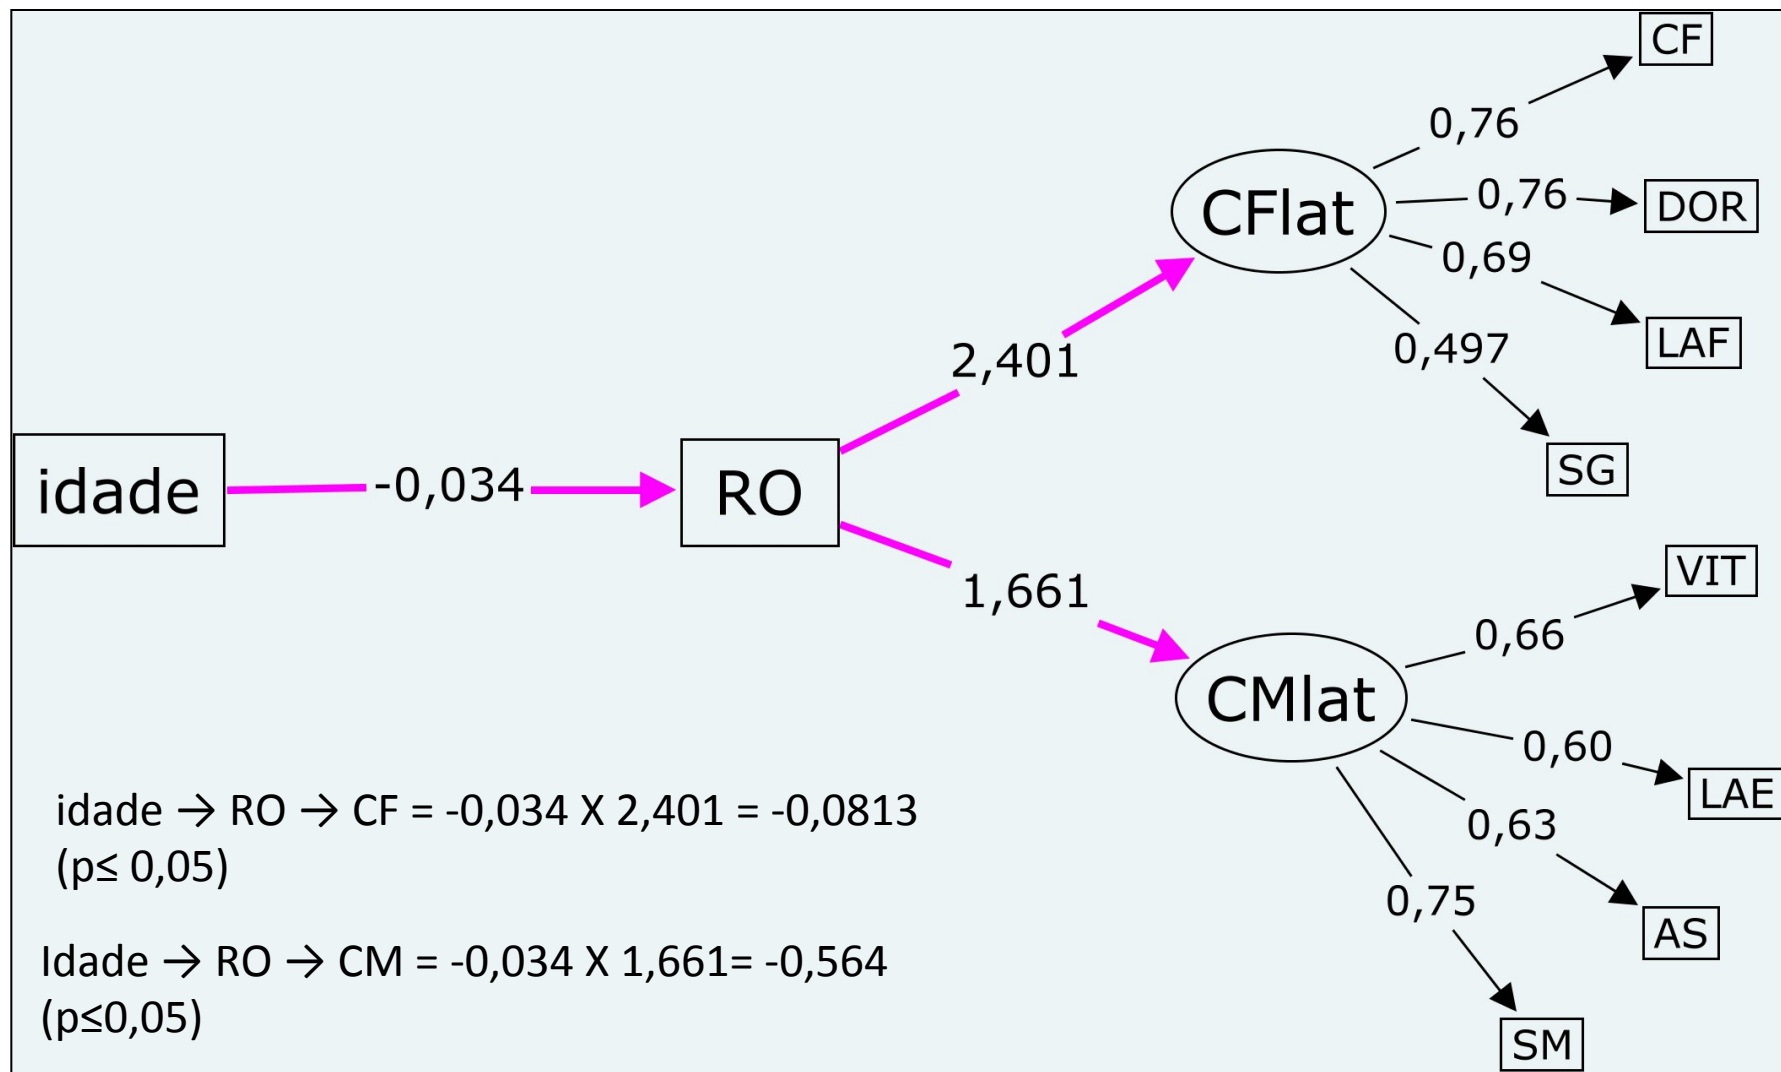 CF
0,76
CFlat
0,76
DOR
0,69
LAF
2,401
0,497
SG
idade
-0,034
RO
VIT
1,661
0,66
CMlat
0,60
LAE
0,63
AS
0,75
SM
idade → RO → CF = -0,034 X 2,401 = -0,0813
(p≤ 0,05)
Idade → RO → CM = -0,034 X 1,661= -0,564
(p≤0,05)